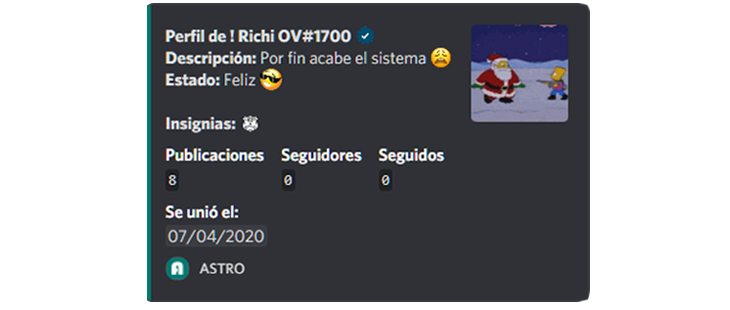 Perfil de ! Richi OV#1700
Descripción: Por fin acabe el sistema 😩
Estado: Feliz 😎
Insignias:
Publicaciones Seguidores Seguidos
8 0 0
Se unió el:
07/04/2020
ASTRO